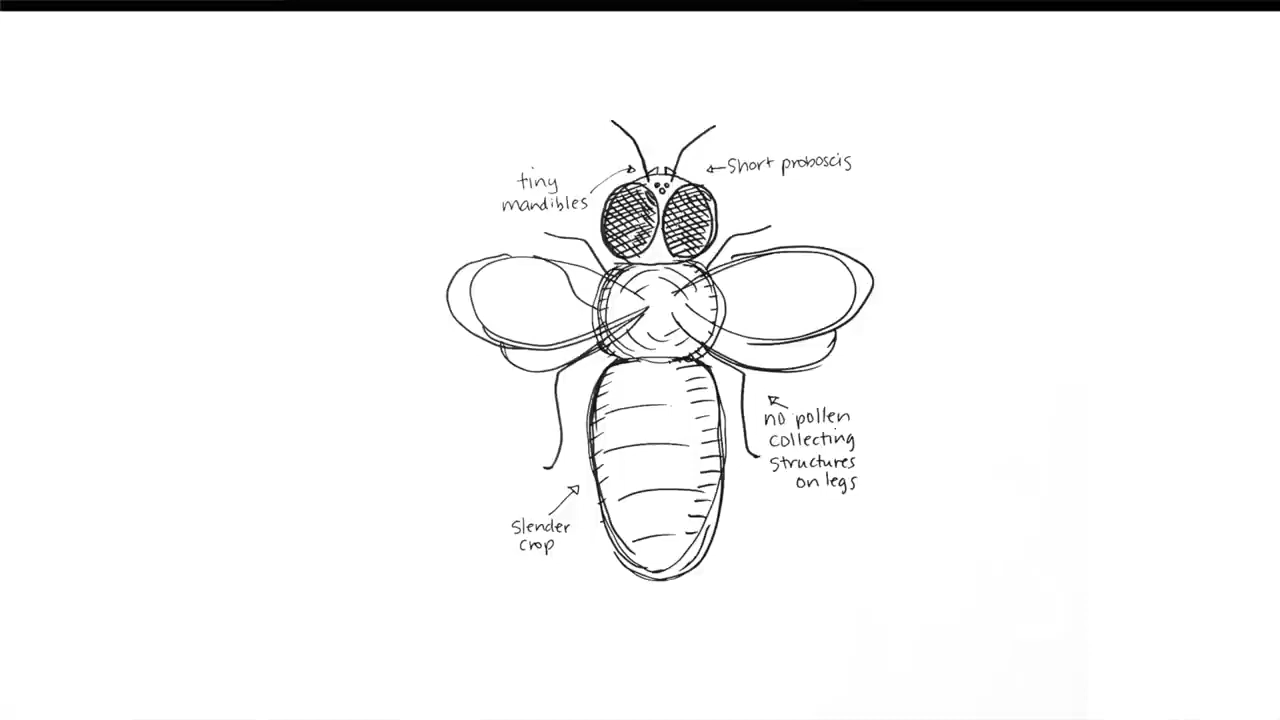 tiny
mandibles
short proboscis
no pollen
collecting
structures
on legs
slender
crop